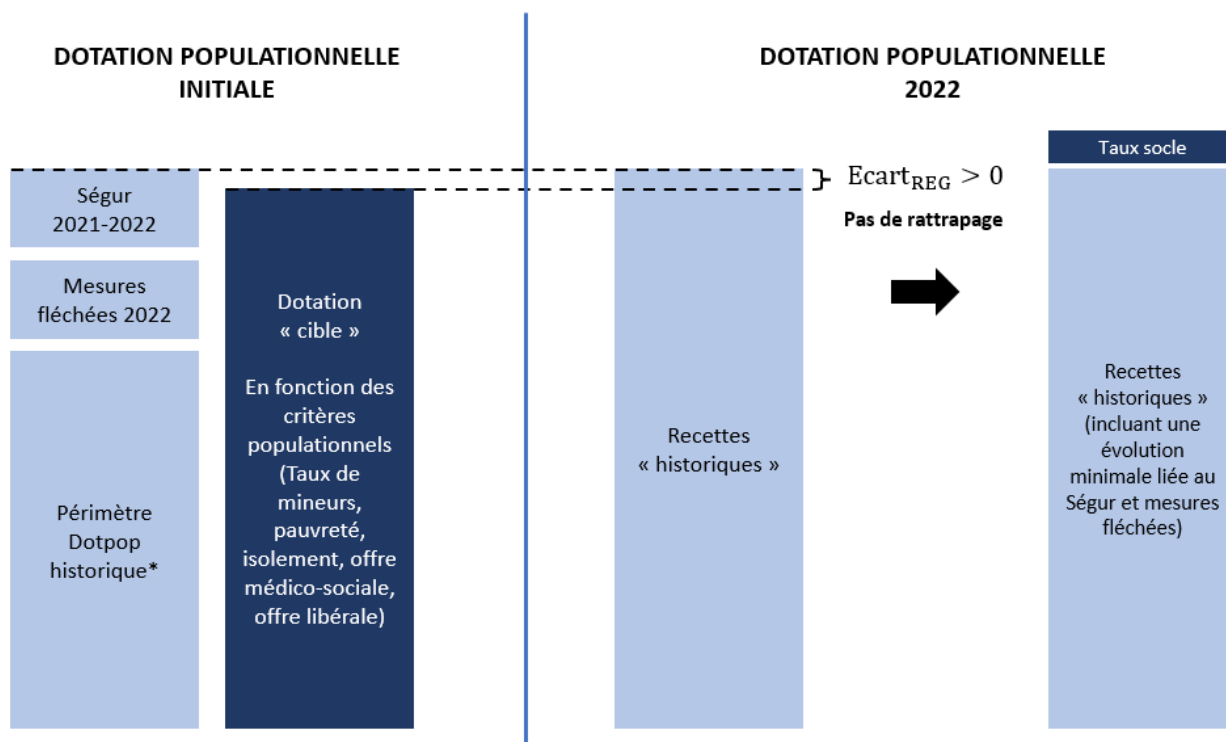 DOTATION POPULATIONNELLE
INITIALE
Ségur
2021-2022
Mesures
fléchées 2022
Périmètre
Dotpop
historique*
Dotation
« cible »
En fonction des
critères
populationnels
(Taux de
mineurs,
pauvreté,
isolement, offre
médico-sociale,
offre libérale)
DOTATION POPULATIONNELLE
2022
Recettes
« historiques »
Ecart_REG > 0
Pas de rattrapage
Taux socle
Recettes
« historiques »
(incluant une
évolution
minimale liée au
Ségur et mesures
fléchées)